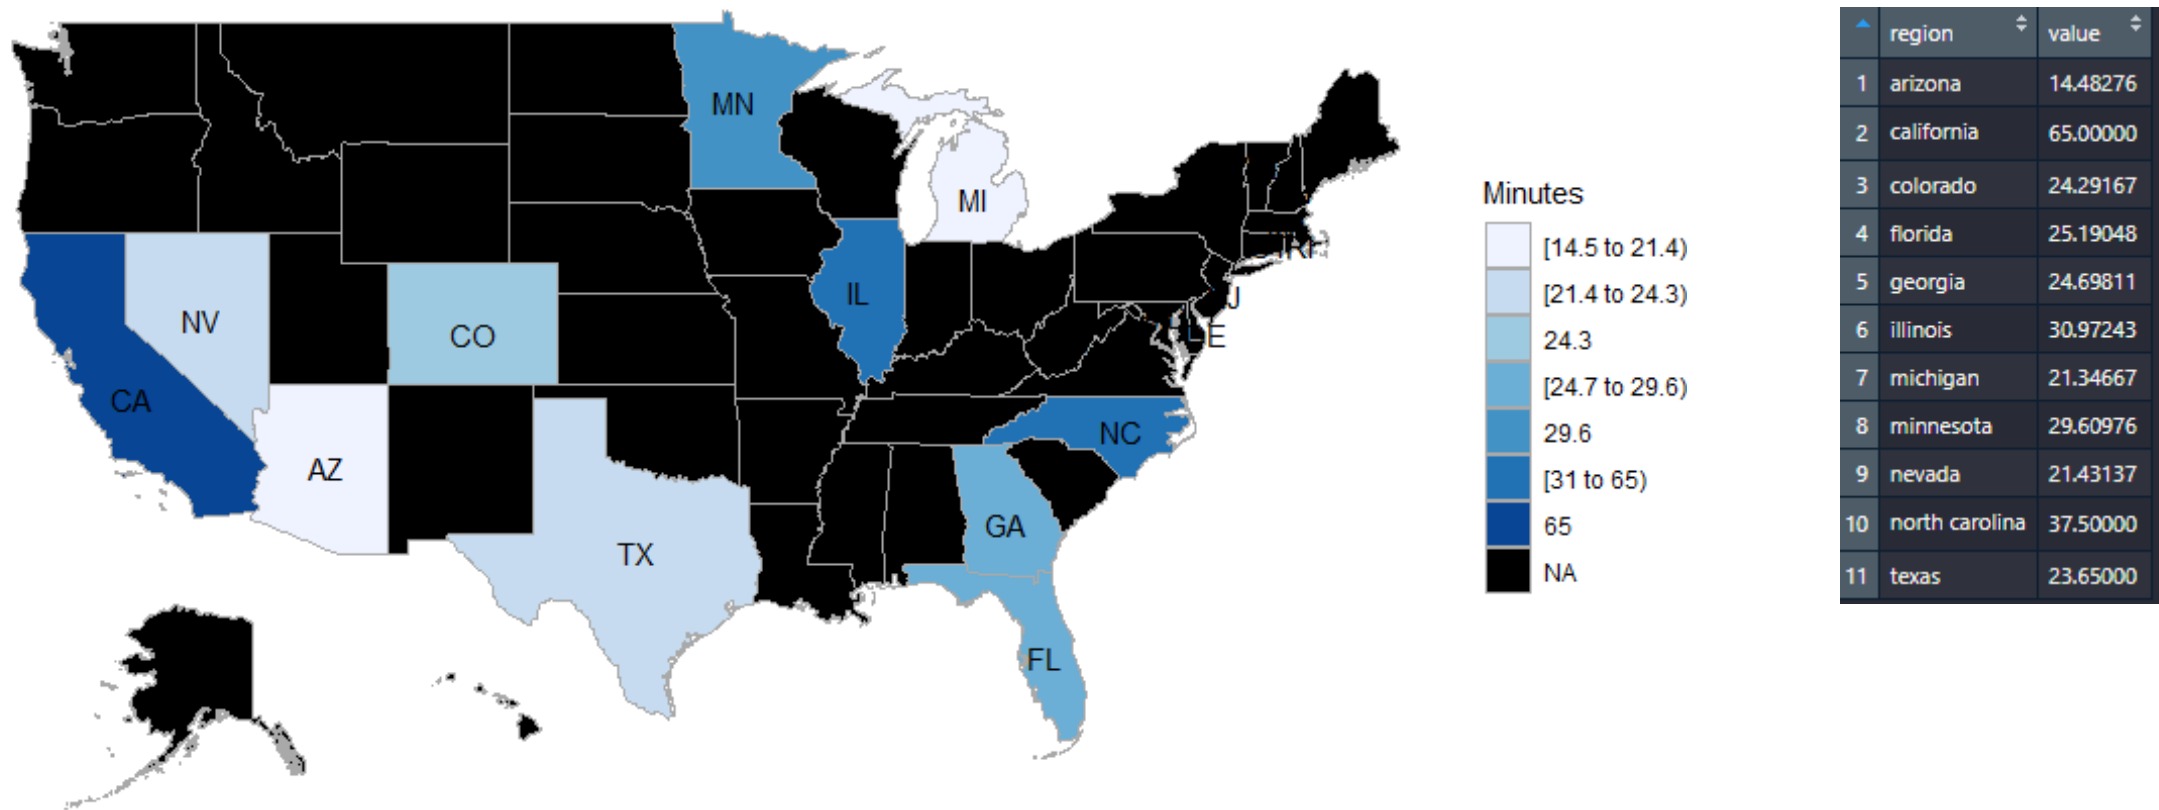 MN
MI
NV
IL
CO
CA
NC
AZ
GA
TX
FL
RI
J
E
Minutes
[14.5 to 21.4)
[21.4 to 24.3)
24.3
[24.7 to 29.6)
29.6
[31 to 65)
65
NA
region value
1 arizona 14.48276
2 california 65.00000
3 colorado 24.29167
4 florida 25.19048
5 georgia 24.69811
6 illinois 30.97243
7 michigan 21.34667
8 minnesota 29.60976
9 nevada 21.43137
10 north carolina 37.50000
11 texas 23.65000